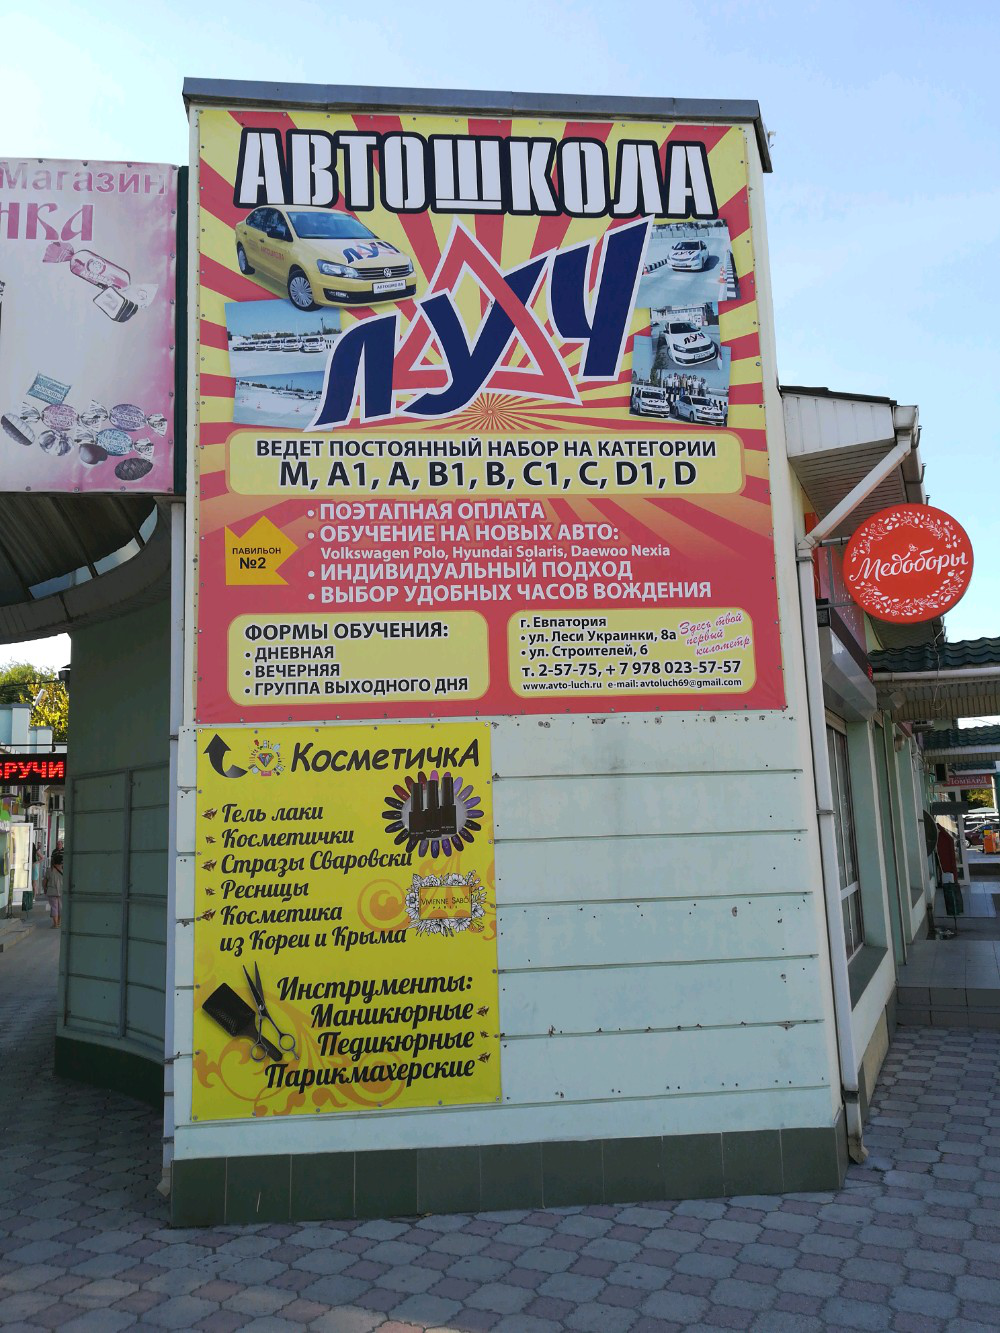 Магазин
АВТОШКОЛА
ЛУЧ
ЛУЧ
ВЕДЕТ ПОСТОЯННЫЙ НАБОР НА КАТЕГОРИИ
M, A1, A, B1, B, C1, C, D1, D
• ПОЭТАПНАЯ ОПЛАТА
• ОБУЧЕНИЕ НА НОВЫХ АВТО:
Volkswagen Polo, Hyundai Solaris, Daewoo Nexia
• ИНДИВИДУАЛЬНЫЙ ПОДХОД
• ВЫБОР УДОБНЫХ ЧАСОВ ВОЖДЕНИЯ
ПАВИЛЬОН
№2
ФОРМЫ ОБУЧЕНИЯ:
• ДНЕВНАЯ
• ВЕЧЕРНЯЯ
• ГРУППА ВЫХОДНОГО ДНЯ
г. Евпатория
• ул. Леси Украинки, 8а
• ул. Строителей, 6
Здесь твой
первый
километр
т. 2-57-75, + 7 978 023-57-57
www.avto-luch.ru e-mail: avtoluch69@gmail.com
Медоборы
КосметичкА
Гель лаки
Косметички
Стразы Сваровски
Ресницы
Косметика
из Кореи и Крыма
VIVIENNE SABÓ
PARIS
Инструменты:
Маникюрные
Педикюрные
Парикмахерские